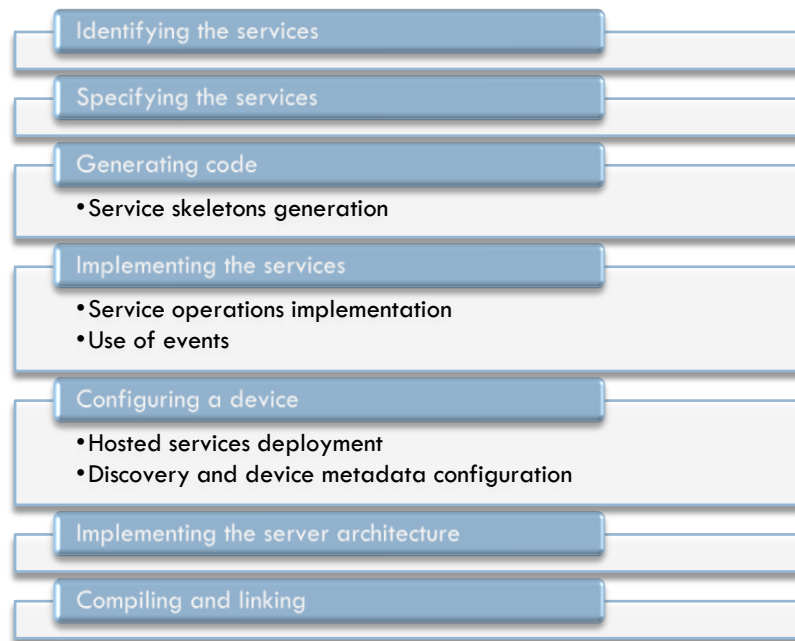 Identifying the services
Specifying the services
Generating code
•Service skeletons generation
Implementing the services
•Service operations implementation
•Use of events
Configuring a device
•Hosted services deployment
•Discovery and device metadata configuration
Implementing the server architecture
Compiling and linking